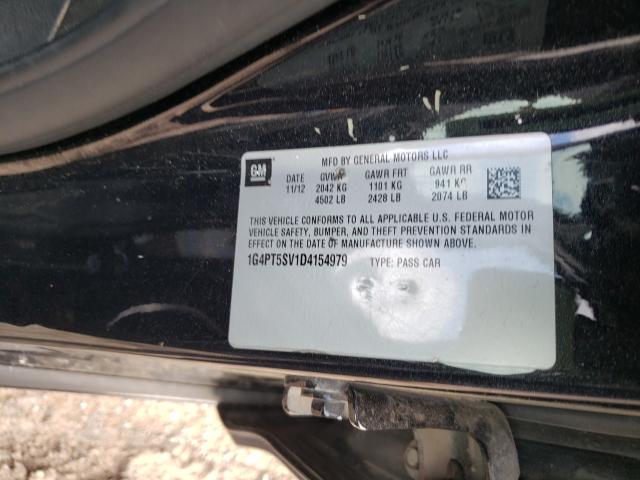 GM
MFD BY GENERAL MOTORS LLC
DATE GVWR GAWR FRT GAWR RR
11/12 2042 KG 1101 KG 941 KG
4502 LB 2428 LB 2074 LB
THIS VEHICLE CONFORMS TO ALL APPLICABLE U.S. FEDERAL MOTOR
VEHICLE SAFETY, BUMPER, AND THEFT PREVENTION STANDARDS
IN EFFECT ON THE DATE OF MANUFACTURE SHOWN ABOVE.
1G4PT5SV1D4154979 TYPE: PASS CAR